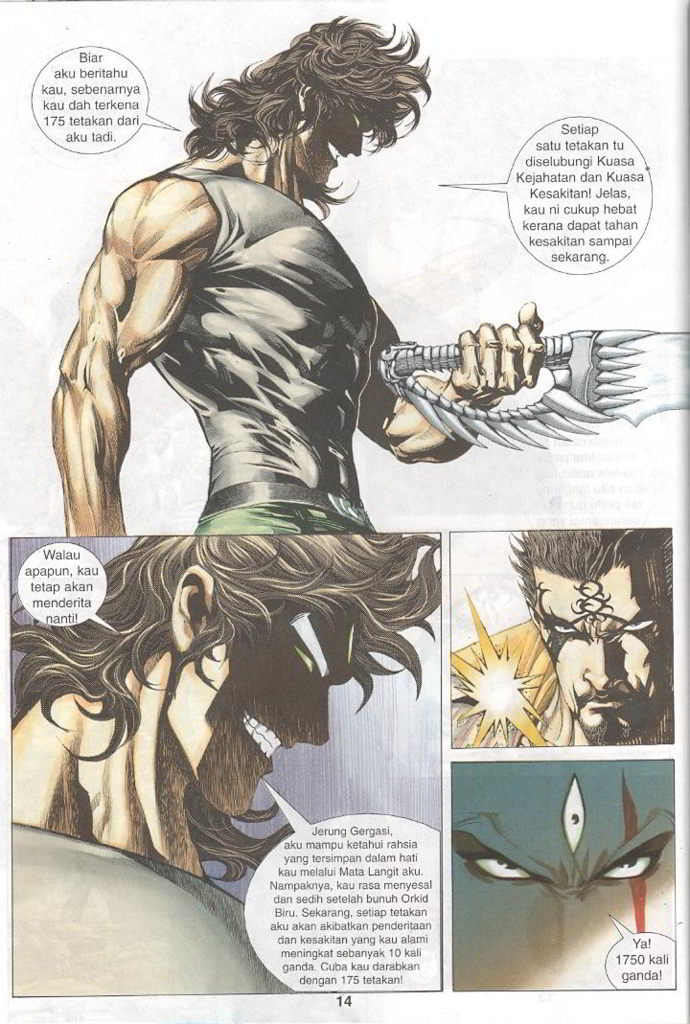 Biar
aku beritahu
kau, sebenarnya
kau dah terkena
175 tetakan dari
aku tadi.
Setiap
satu tetakan tu
diselubungi Kuasa
Kejahatan dan Kuasa
Kesakitan! Jelas,
kau ni cukup hebat
kerana dapat tahan
kesakitan sampai
sekarang.
Walau
apapun, kau
tetap akan
menderita
nanti!
Jerung Gergasi,
aku mampu ketahui rahsia
yang tersimpan dalam hati
kau melalui Mata Langit aku.
Nampaknya, kau rasa menyesal
dan sedih setelah bunuh Orkid
Biru. Sekarang, setiap tetakan
aku akan akibatkan penderitaan
dan kesakitan yang kau alami
meningkat sebanyak 10 kali
ganda. Cuba kau darabkan
dengan 175 tetakan!
Ya!
1750 kali
ganda!
14